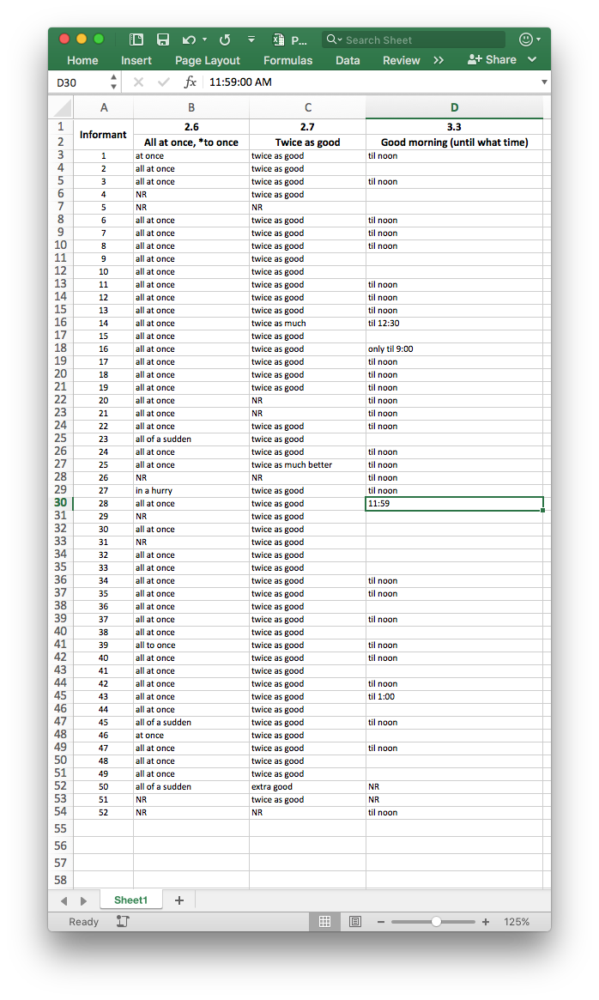 P... Search Sheet
Home Insert Page Layout Formulas Data Review >> Share
D30 fx 11:59:00 AM
A B C D
1 Informant 2.6 2.7 3.3
2 All at once, *to once Twice as good Good morning (until what time)
3 1 at once twice as good til noon
4 2 all at once twice as good
5 3 all at once twice as good til noon
6 4 NR twice as good
7 5 NR NR
8 6 all at once twice as good til noon
9 7 all at once twice as good til noon
10 8 all at once twice as good til noon
11 9 all at once twice as good
12 10 all at once twice as good
13 11 all at once twice as good til noon
14 12 all at once twice as good til noon
15 13 all at once twice as good til noon
16 14 all at once twice as much til 12:30
17 15 all at once twice as good
18 16 all at once twice as good only til 9:00
19 17 all at once twice as good til noon
20 18 all at once twice as good til noon
21 19 all at once twice as good til noon
22 20 all at once NR til noon
23 21 all at once NR til noon
24 22 all at once twice as good til noon
25 23 all of a sudden twice as good
26 24 all at once twice as good til noon
27 25 all at once twice as much better til noon
28 26 NR NR til noon
29 27 in a hurry twice as good til noon
30 28 all at once twice as good 11:59
31 29 NR twice as good
32 30 all at once twice as good
33 31 NR twice as good
34 32 all at once twice as good
35 33 all at once twice as good
36 34 all at once twice as good til noon
37 35 all at once twice as good til noon
38 36 all at once twice as good
39 37 all at once twice as good til noon
40 38 all at once twice as good
41 39 all to once twice as good til noon
42 40 all at once twice as good til noon
43 41 all at once twice as good
44 42 all at once twice as good til noon
45 43 all at once twice as good til 1:00
46 44 all at once twice as good
47 45 all of a sudden twice as good til noon
48 46 at once twice as good
49 47 all at once twice as good til noon
50 48 all at once twice as good
51 49 all at once twice as good
52 50 all of a sudden extra good NR
53 51 NR twice as good NR
54 52 NR NR til noon
55
56
57
58
Sheet1 +
Ready − + 125%